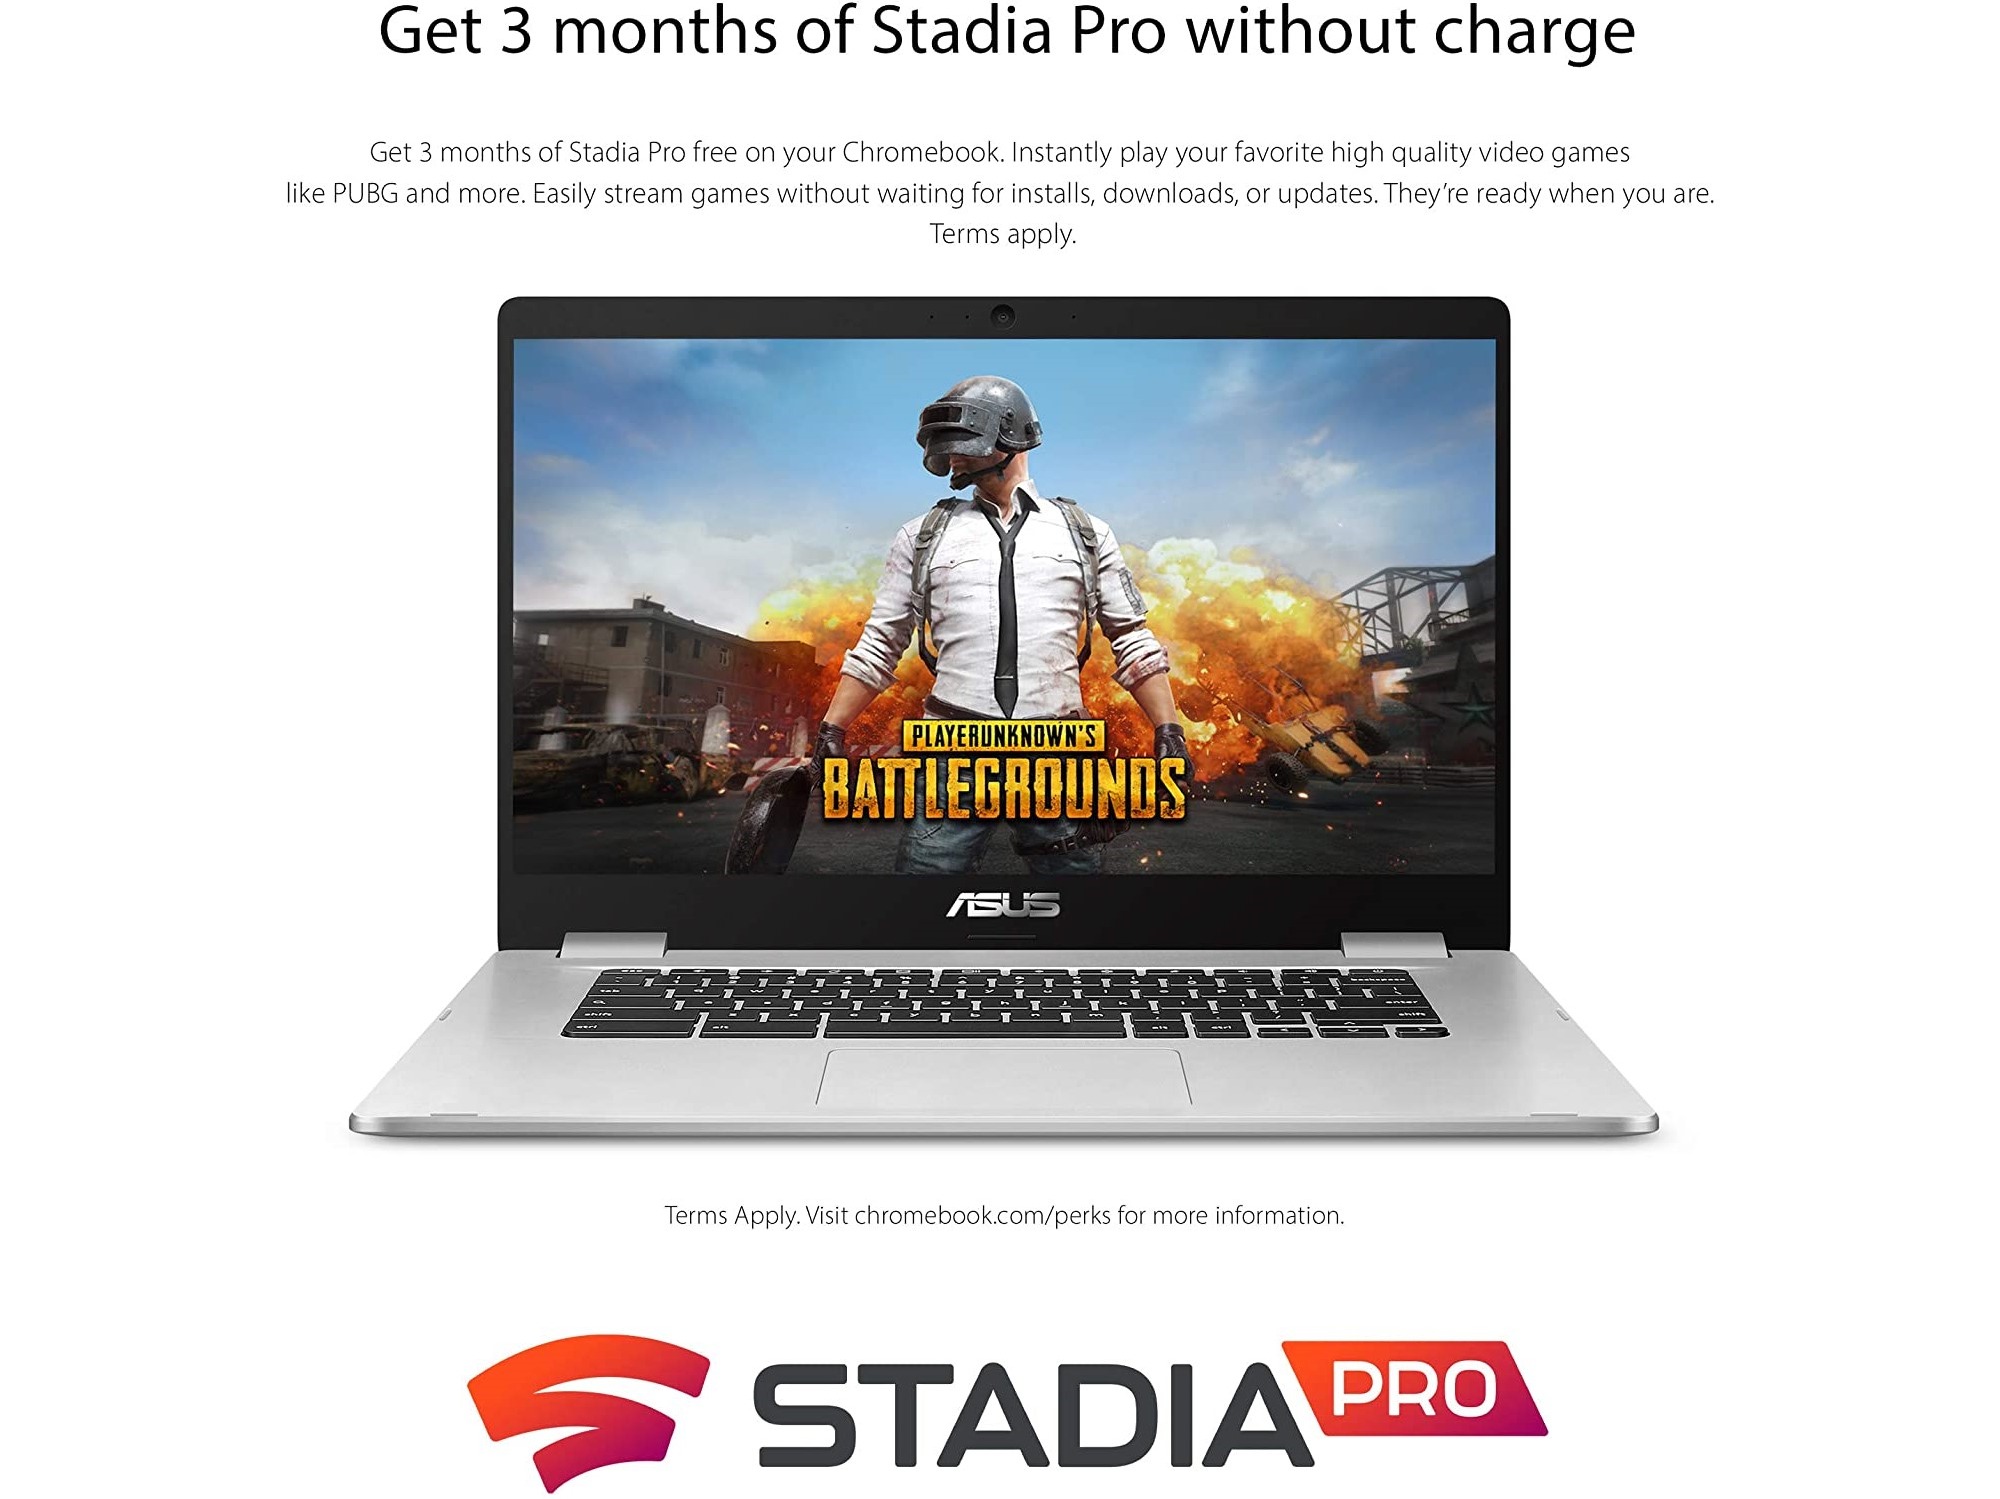 Get 3 months of Stadia Pro without charge
Get 3 months of Stadia Pro free on your Chromebook. Instantly play your favorite high quality video games
like PUBG and more. Easily stream games without waiting for installs, downloads, or updates. They’re ready when you are.
Terms apply.
PLAYERUNKNOWN'S
BATTLEGROUNDS
ASUS
Terms Apply. Visit chromebook.com/perks for more information.
STADIA PRO